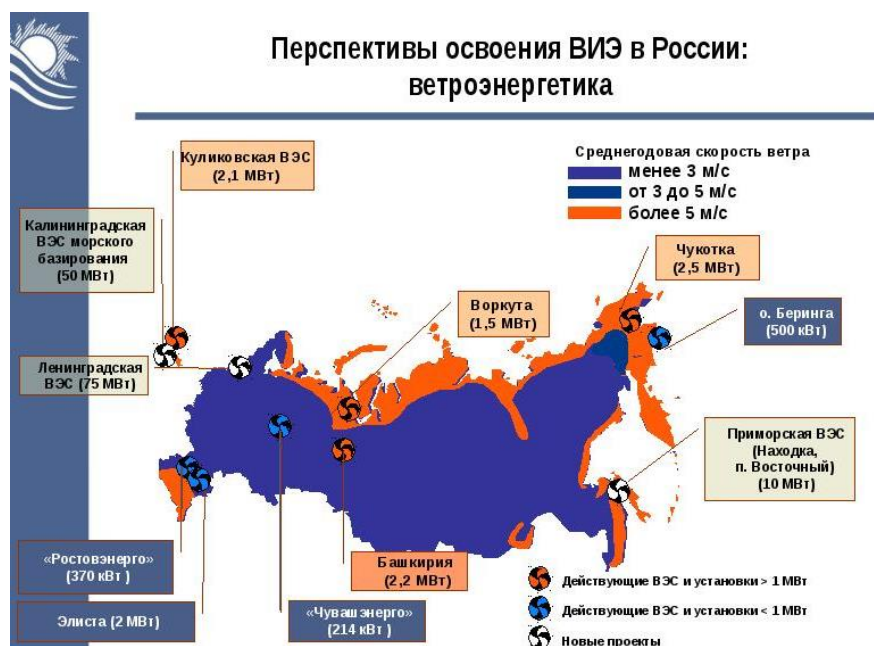 Перспективы освоения ВИЭ в России:
ветроэнергетика
Куликовская ВЭС
(2,1 МВт)
Среднегодовая скорость ветра
менее 3 м/с
от 3 до 5 м/с
более 5 м/с
Калининградская
ВЭС морского
базирования
(50 МВт)
Чукотка
(2,5 МВт)
Воркута
(1,5 МВт)
о. Беринга
(500 кВт)
Ленинградская
ВЭС (75 МВт)
Приморская ВЭС
(Находка,
п. Восточный)
(10 МВт)
«Ростовэнерго»
(370 кВт )
Башкирия
(2,2 МВт)
Элиста (2 МВт)
«Чувашэнерго»
(214 кВт )
Действующие ВЭС и установки > 1 МВт
Действующие ВЭС и установки < 1 МВт
Новые проекты